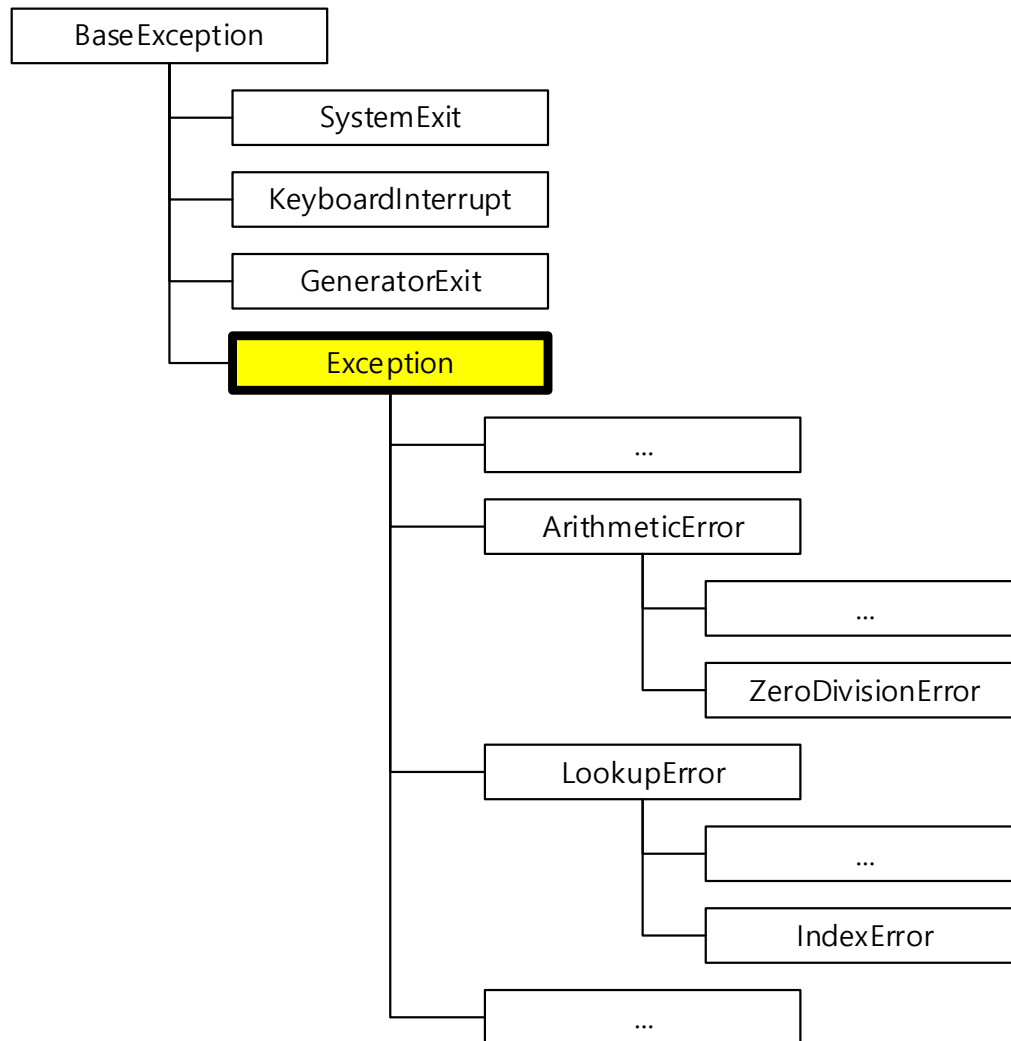 BaseException
SystemExit
KeyboardInterrupt
GeneratorExit
Exception
...
ArithmeticError
...
ZeroDivisionError
LookupError
...
IndexError
...